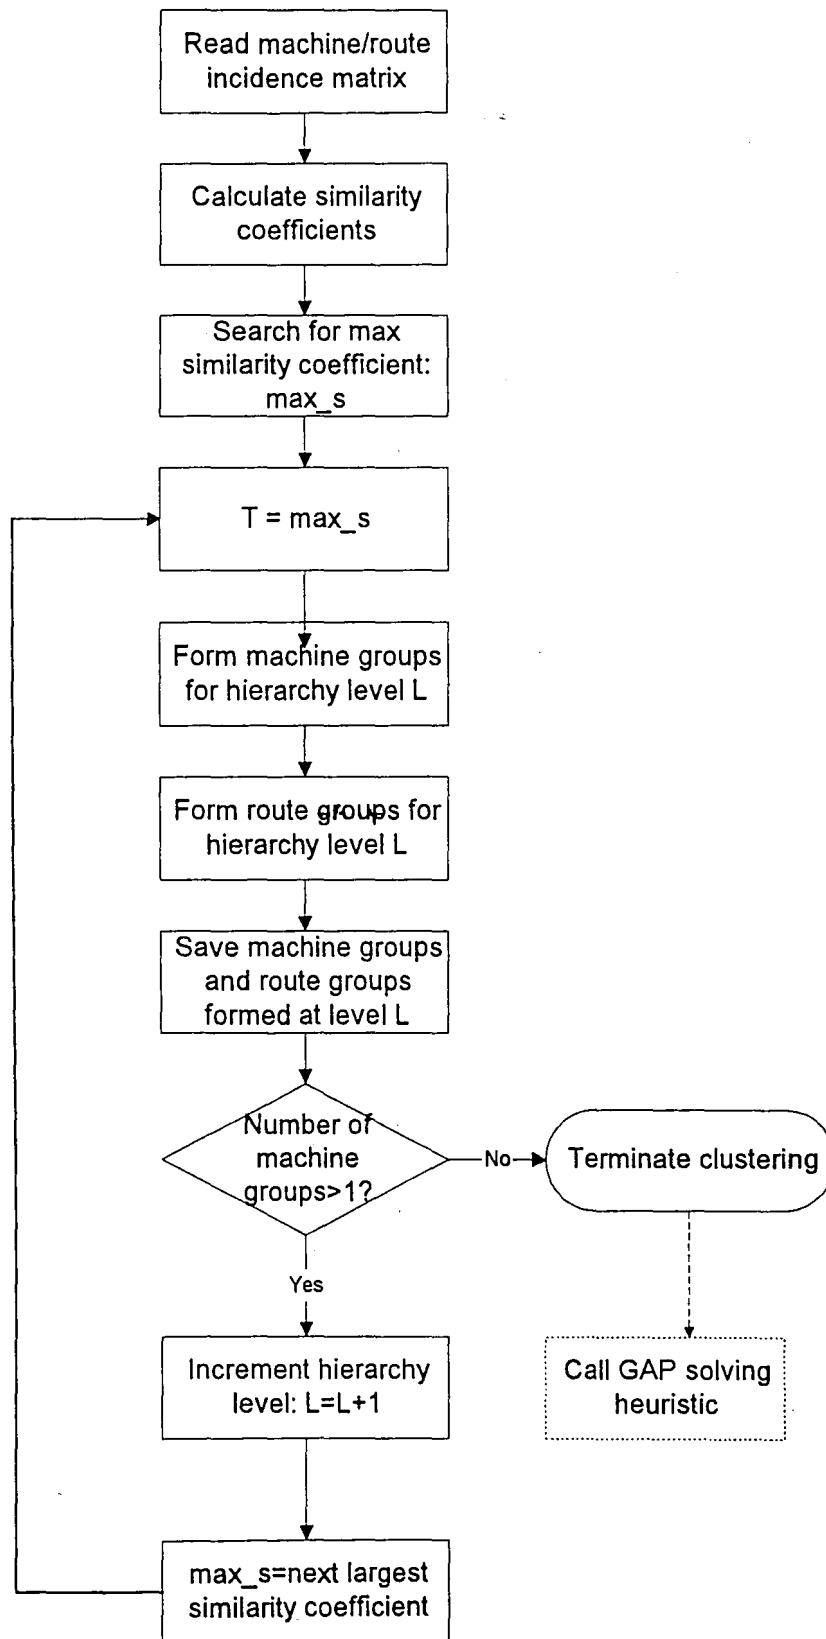 Read machine/route
incidence matrix
Calculate similarity
coefficients
Search for max
similarity coefficient:
max_s
T = max_s
Form machine groups
for hierarchy level L
Form route groups for
hierarchy level L
Save machine groups
and route groups
formed at level L
Number of
machine
groups>1?
No
Terminate clustering
Yes
Increment hierarchy
level: L=L+1
Call GAP solving
heuristic
max_s=next largest
similarity coefficient